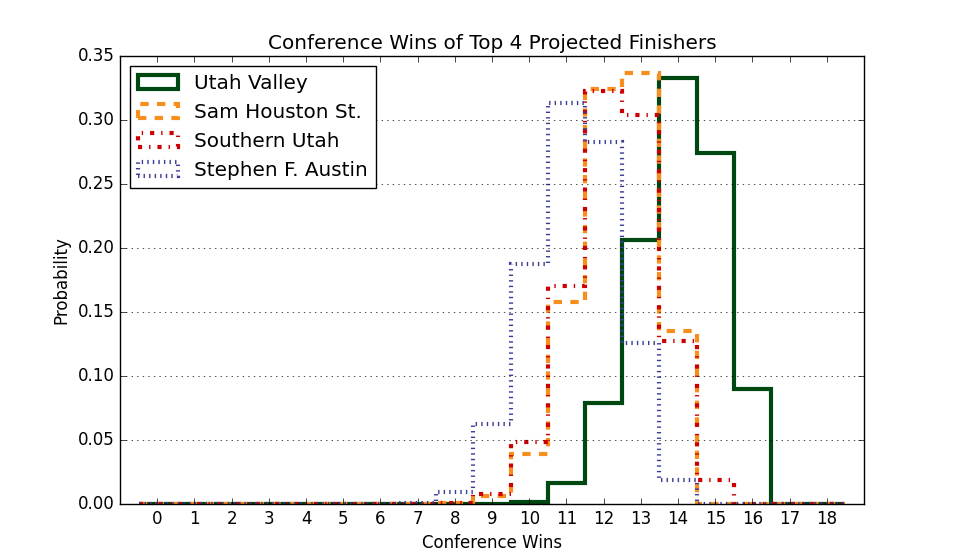 Conference Wins of Top 4 Projected Finishers
0.35
0.30
0.25
0.20
0.15
0.10
0.05
0.00
Probability
Utah Valley
Sam Houston St.
Southern Utah
Stephen F. Austin
0 1 2 3 4 5 6 7 8 9 10 11 12 13 14 15 16 17 18
Conference Wins